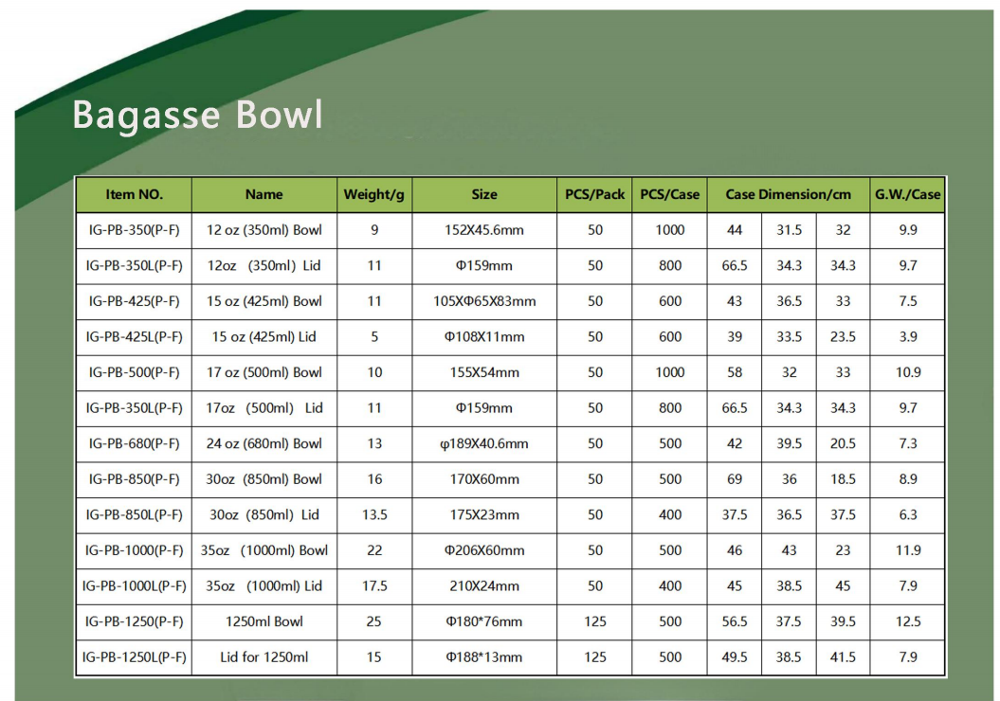 Bagasse Bowl
Item NO. Name Weight/g Size PCS/Pack PCS/Case Case Dimension/cm G.W./Case
IG-PB-350(P-F) 12 oz (350ml) Bowl 9 152X45.6mm 50 1000 44 31.5 32 9.9
IG-PB-350L(P-F) 12oz (350ml) Lid 11 Φ159mm 50 800 66.5 34.3 34.3 9.7
IG-PB-425(P-F) 15 oz (425ml) Bowl 11 105XΦ65X83mm 50 600 43 36.5 33 7.5
IG-PB-425L(P-F) 15 oz (425ml) Lid 5 Φ108X11mm 50 600 39 33.5 23.5 3.9
IG-PB-500(P-F) 17 oz (500ml) Bowl 10 155X54mm 50 1000 58 32 33 10.9
IG-PB-350L(P-F) 17oz (500ml) Lid 11 Φ159mm 50 800 66.5 34.3 34.3 9.7
IG-PB-680(P-F) 24 oz (680ml) Bowl 13 φ189X40.6mm 50 500 42 39.5 20.5 7.3
IG-PB-850(P-F) 30oz (850ml) Bowl 16 170X60mm 50 500 69 36 18.5 8.9
IG-PB-850L(P-F) 30oz (850ml) Lid 13.5 175X23mm 50 400 37.5 36.5 37.5 6.3
IG-PB-1000(P-F) 35oz (1000ml) Bowl 22 Φ206X60mm 50 500 46 43 23 11.9
IG-PB-1000L(P-F) 35oz (1000ml) Lid 17.5 210X24mm 50 400 45 38.5 45 7.9
IG-PB-1250(P-F) 1250ml Bowl 25 Φ180*76mm 125 500 56.5 37.5 39.5 12.5
IG-PB-1250L(P-F) Lid for 1250ml 15 Φ188*13mm 125 500 49.5 38.5 41.5 7.9